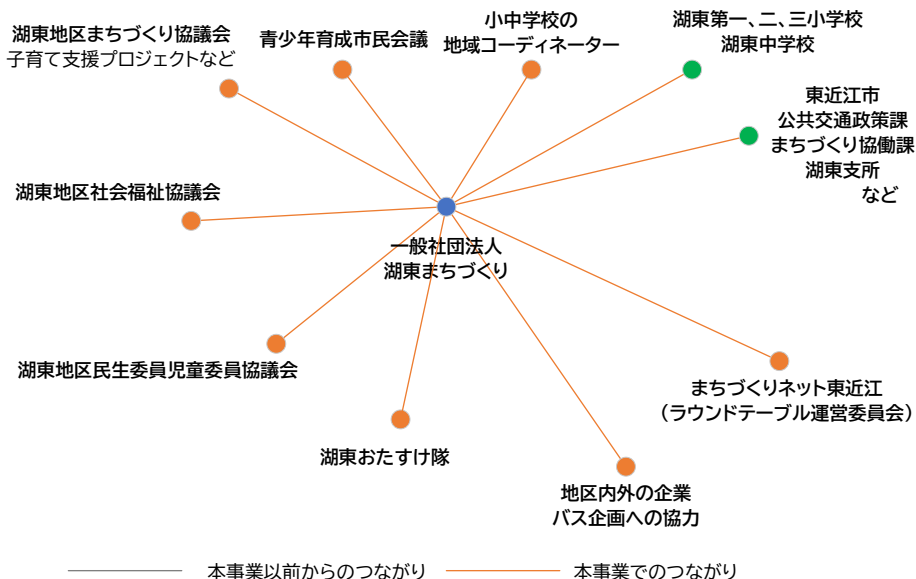 湖東地区まちづくり協議会
子育て支援プロジェクトなど
青少年育成市民会議
小中学校の
地域コーディネーター
湖東第一、二、三小学校
湖東中学校
東近江市
公共交通政策課
まちづくり協働課
湖東支所
など
湖東地区社会福祉協議会
一般社団法人
湖東まちづくり
湖東地区民生委員児童委員協議会
まちづくりネット東近江
（ラウンドテーブル運営委員会）
湖東おたすけ隊
地区内外の企業
バス企画への協力
本事業以前からのつながり
本事業でのつながり